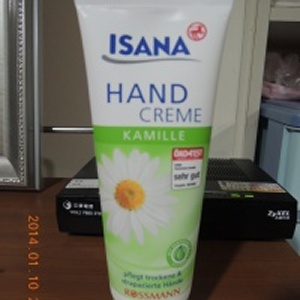 ISANA
HAND
CREME
KAMILLE
ÖKO-TEST
sehr gut
pflegt trockene &
strapazierte Hände
ROSSMANN
ZyXEL
2014.01.10